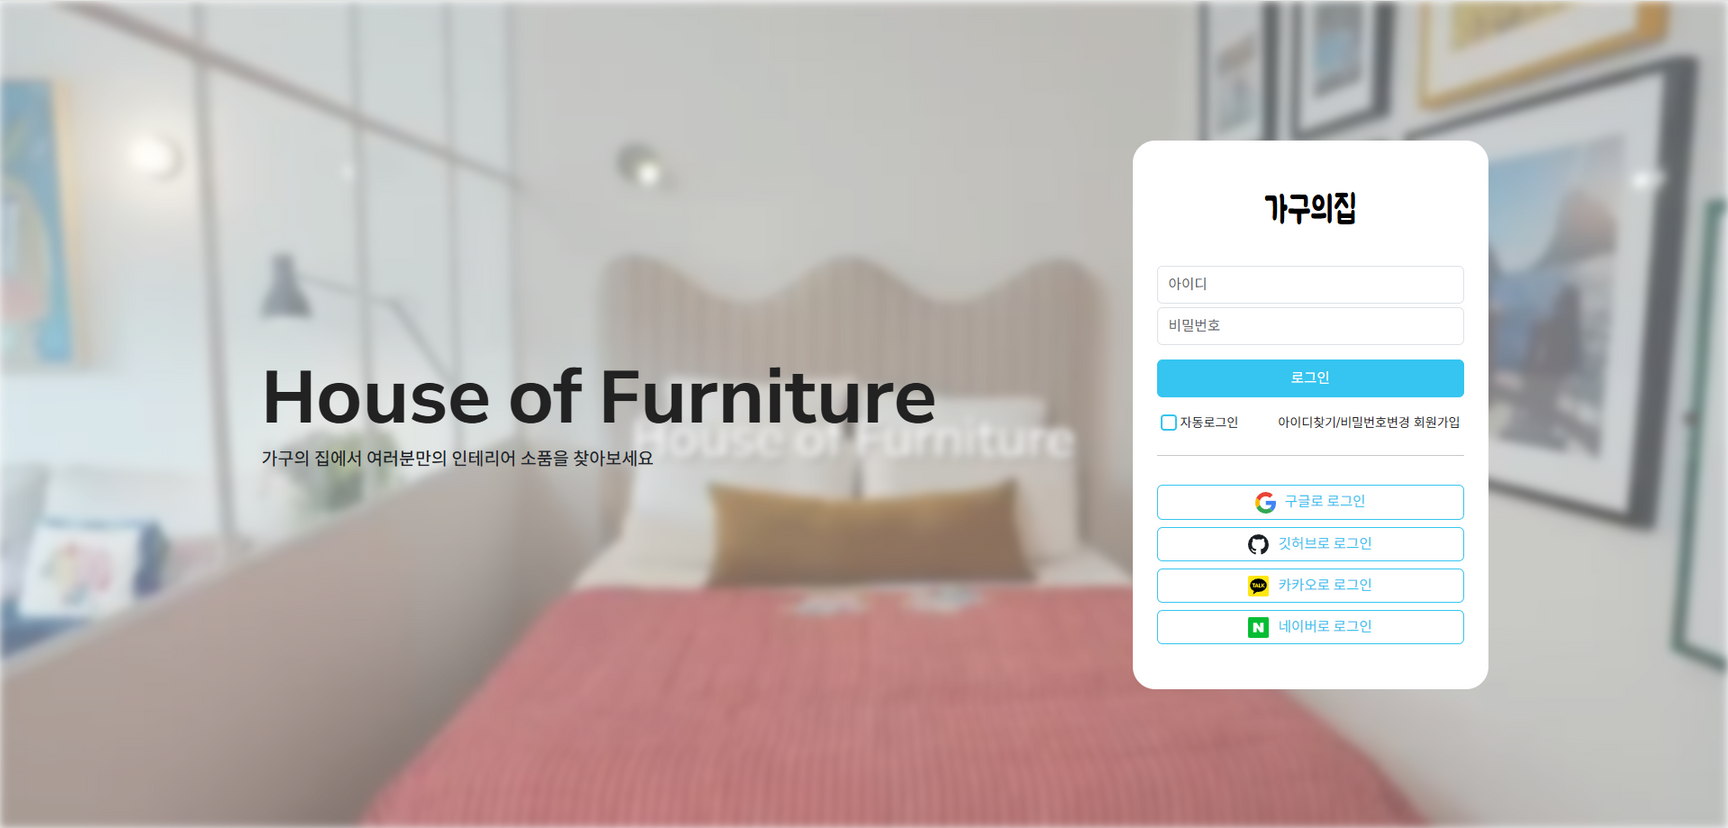 House of Furniture
House of Furniture
가구의 집에서 여러분만의 인테리어 소품을 찾아보세요
가구의집
아이디
비밀번호
로그인
자동로그인 아이디찾기/비밀번호변경 회원가입
구글로 로그인
깃허브로 로그인
TALK 카카오로 로그인
N 네이버로 로그인